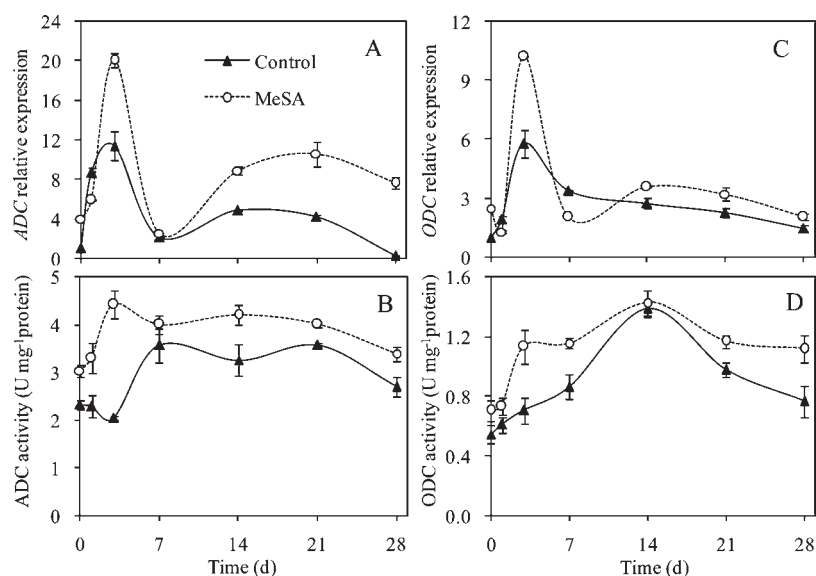 24
20
16
12
8
4
0
ADC relative expression
A
Control
MeSA
12
9
6
3
0
ODC relative expression
C
5
4
3
2
1
0
ADC activity (U mg-1protein)
B
0
7
14
21
28
Time (d)
1.6
1.2
0.8
0.4
0.0
ODC activity (U mg-1protein)
D
0
7
14
21
28
Time (d)